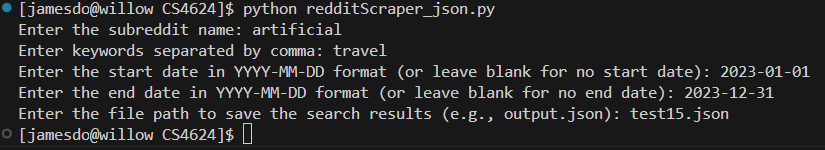 [jamesdo@willow CS4624]$ python redditScraper_json.py
Enter the subreddit name: artificial
Enter keywords separated by comma: travel
Enter the start date in YYYY-MM-DD format (or leave blank for no start date): 2023-01-01
Enter the end date in YYYY-MM-DD format (or leave blank for no end date): 2023-12-31
Enter the file path to save the search results (e.g., output.json): test15.json
[jamesdo@willow CS4624]$